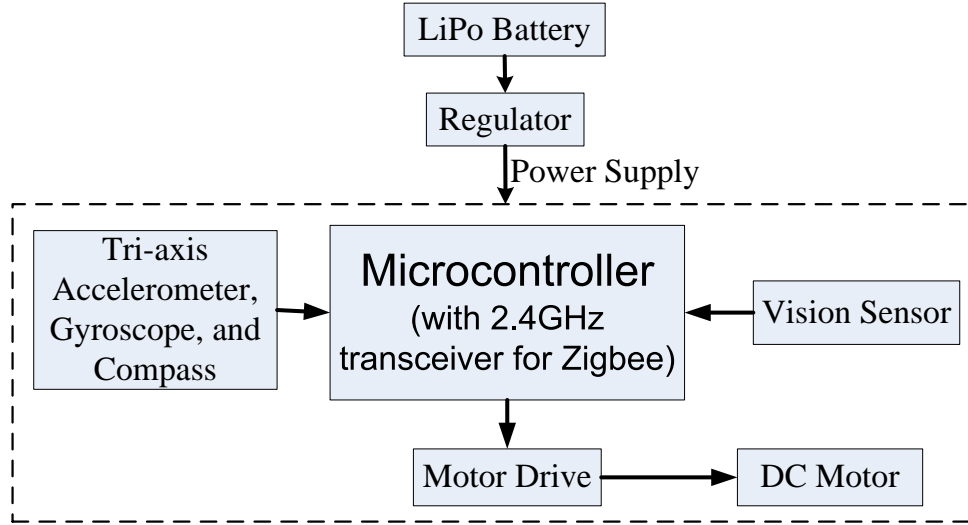 LiPo Battery
Regulator
Power Supply
Tri-axis
Accelerometer,
Gyroscope, and
Compass
Microcontroller
(with 2.4GHz
transceiver for Zigbee)
Vision Sensor
Motor Drive
DC Motor